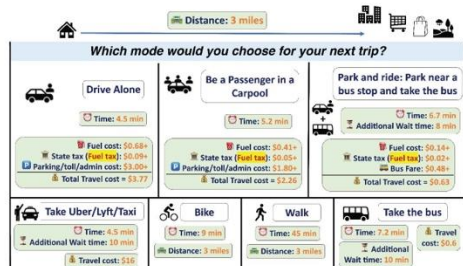 Distance: 3 miles
Which mode would you choose for your next trip?
Drive Alone
Time: 4.5 min
Fuel cost: $0.68+
State tax (Fuel tax): $0.09+
Parking/toll/admin cost: $3.00+
Total Travel cost = $3.77
Be a Passenger in a
Carpool
Time: 5.2 min
Fuel cost: $0.41+
State tax (Fuel tax): $0.05+
Parking/toll/admin cost: $1.80+
Total Travel cost = $2.26
Park and ride: Park near a
bus stop and take the bus
+
Time: 6.7 min
Additional Wait time: 8 min
Fuel cost: $0.14+
State tax (Fuel tax): $0.02+
Bus Fare: $0.48+
Total Travel cost = $0.63
Take Uber/Lyft/Taxi
Time: 4.5 min
Additional Wait time: 10 min
Travel cost: $16
Bike
Time: 9 min
Distance: 3 miles
Walk
Time: 45 min
Distance: 3 miles
Take the bus
Time: 7.2 min
Additional
Wait time: 10 min
Travel
cost: $0.6